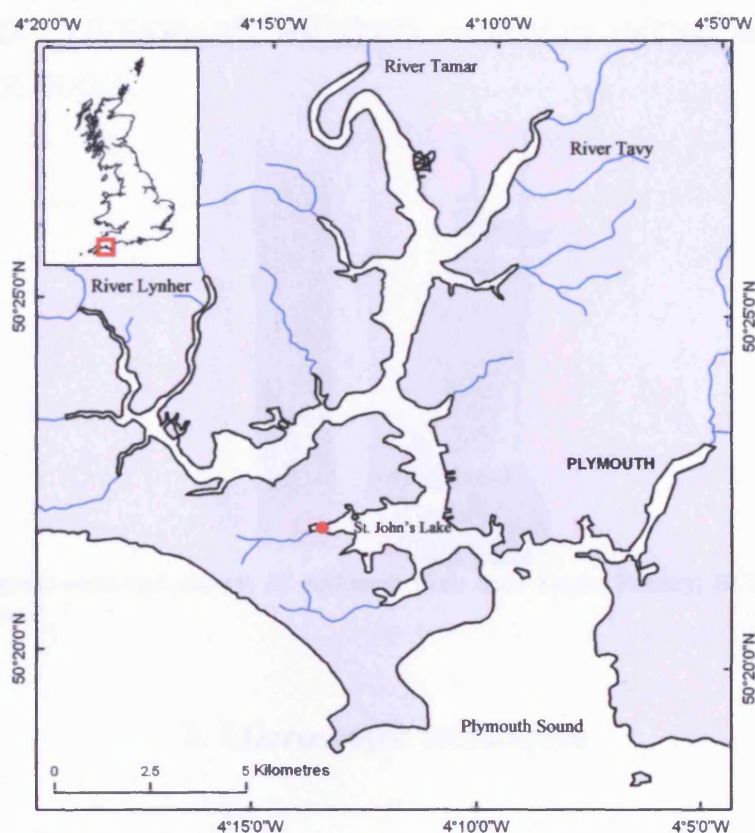 4°20'0"W
4°15'0"W
4°10'0"W
4°5'0"W
River Tamar
River Tavy
River Lynher
50°25'0"N
50°25'0"N
PLYMOUTH
St. John's Lake
50°20'0"N
50°20'0"N
Plymouth Sound
0 2.5 5 Kilometres
4°15'0"W
4°10'0"W
4°5'0"W